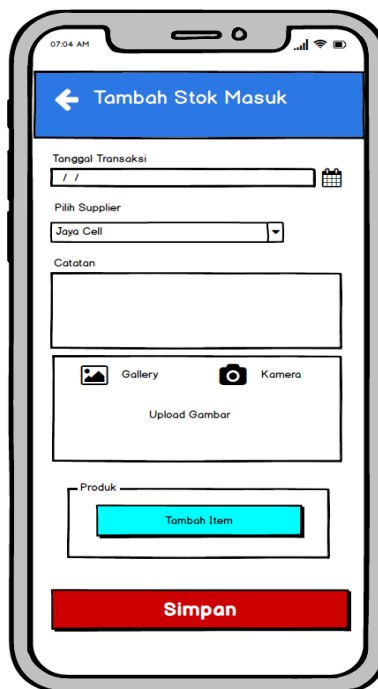 07:04 AM
Tambah Stok Masuk
Tanggal Transaksi
/ /
Pilih Supplier
Jaya Cell
Catatan
Gallery Kamera
Upload Gambar
Produk
Tambah Item
Simpan